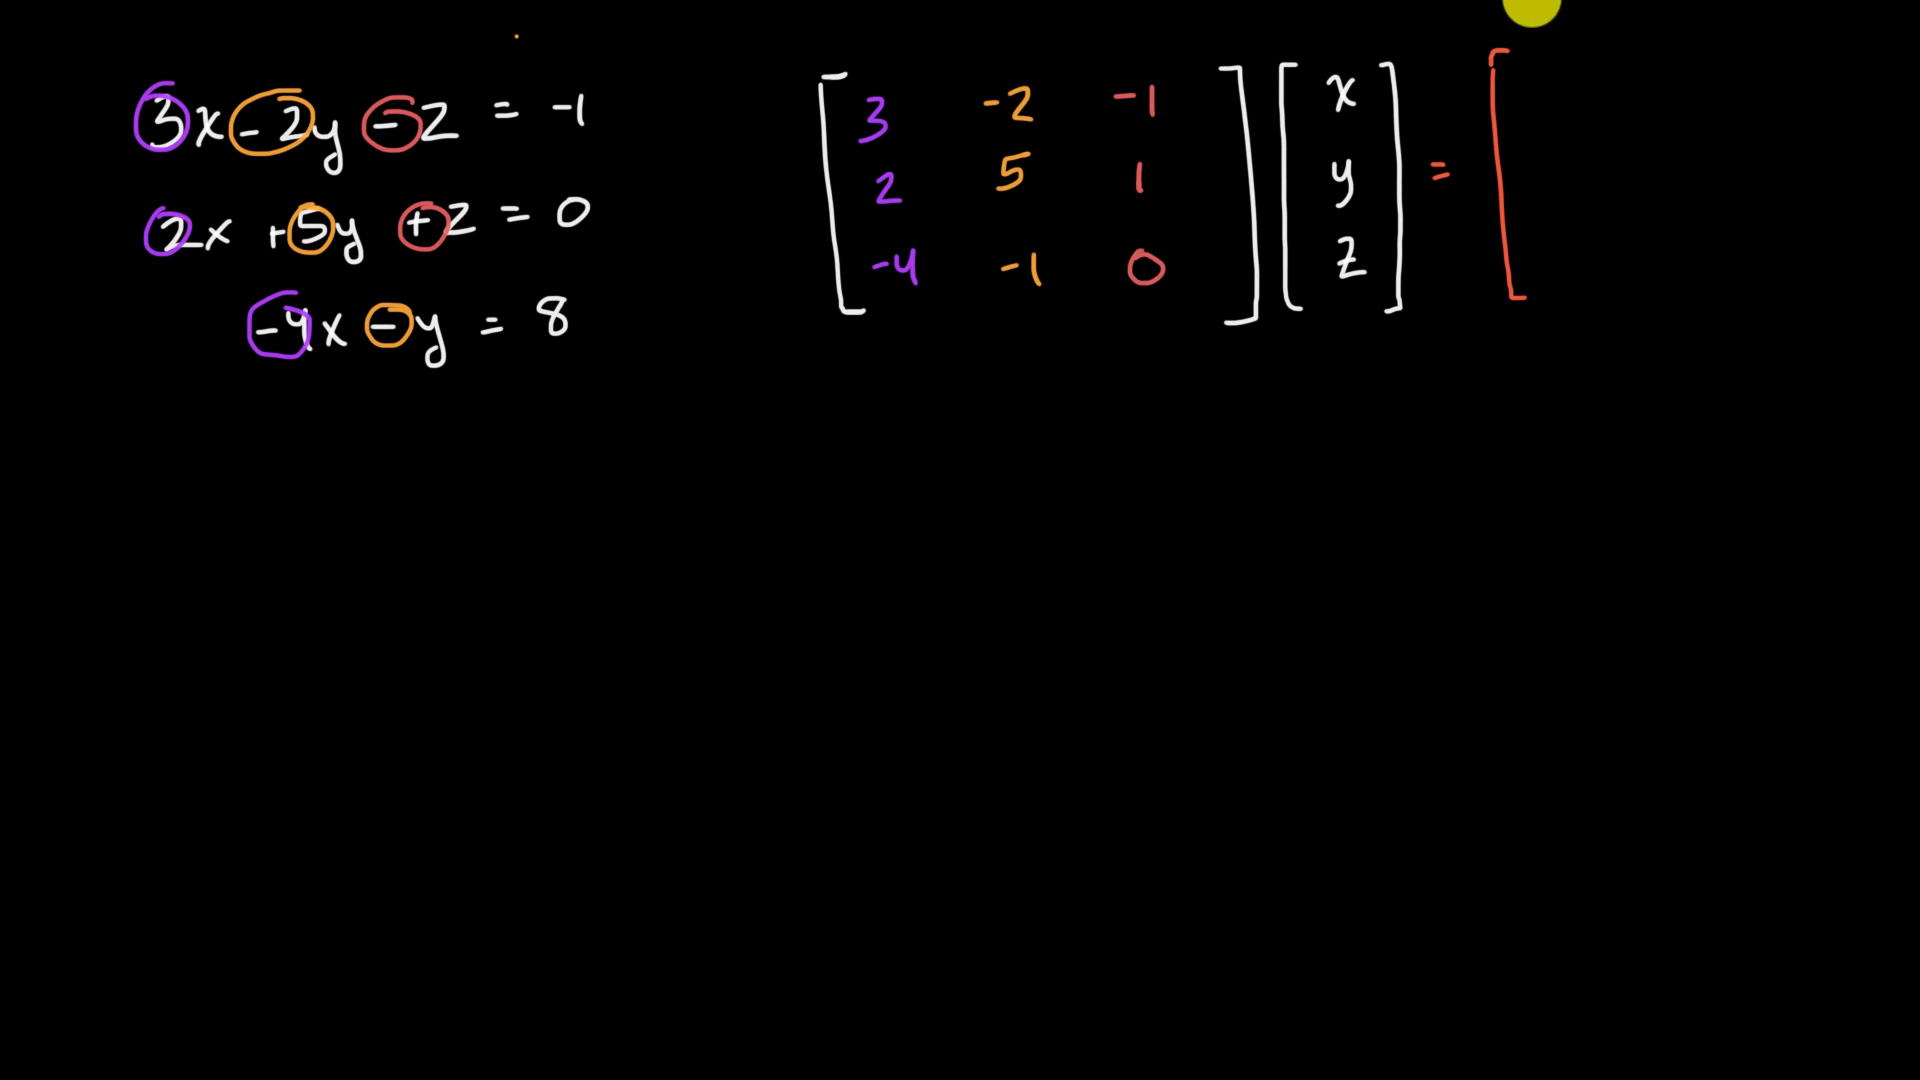 3x - 2y - z = -1
2x + 5y + z = 0
-4x - y = 8
[ 3 -2 -1 ] [ x ] = [
2 5 1 y
-4 -1 0 z